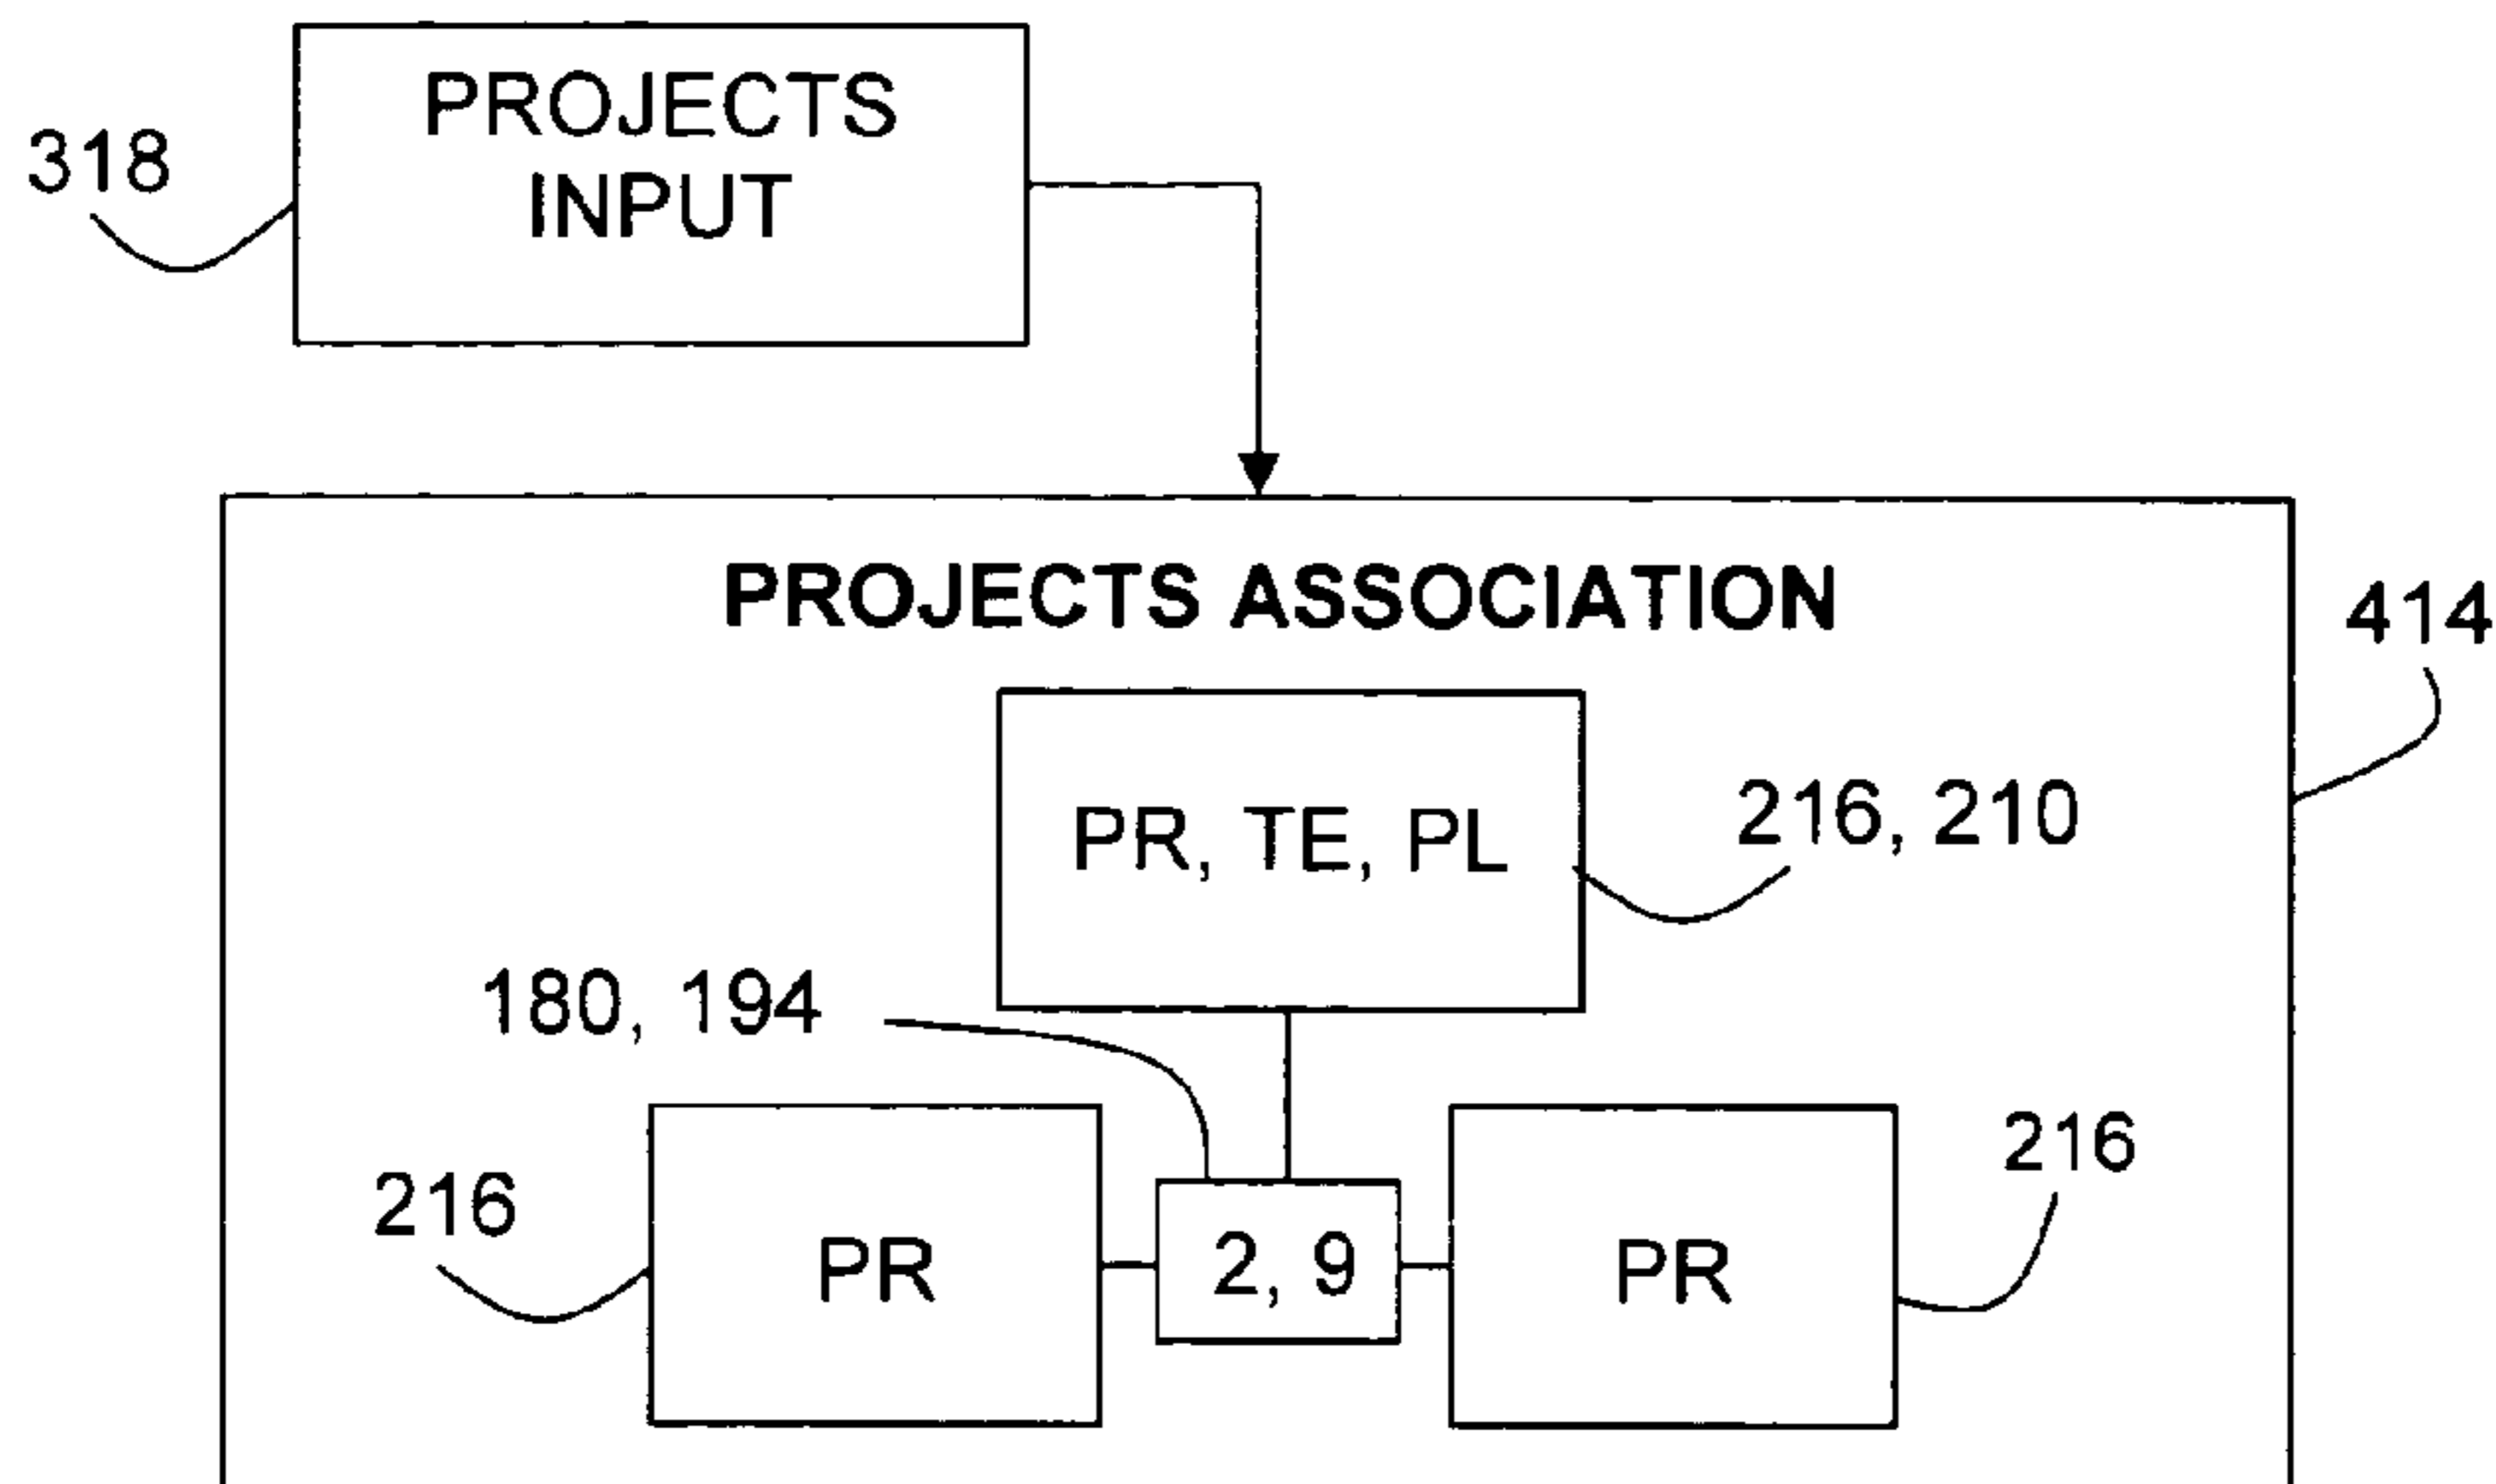 PROJECTS
INPUT
318
PROJECTS ASSOCIATION
414
PR, TE, PL
216, 210
180, 194
216
PR
2, 9
PR
216